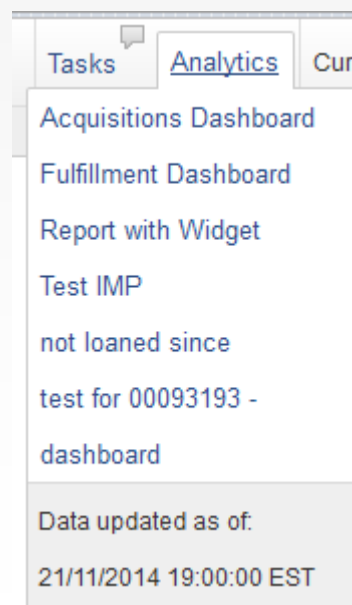 Tasks Analytics Cur
Acquisitions Dashboard
Fulfillment Dashboard
Report with Widget
Test IMP
not loaned since
test for 00093193 -
dashboard
Data updated as of:
21/11/2014 19:00:00 EST